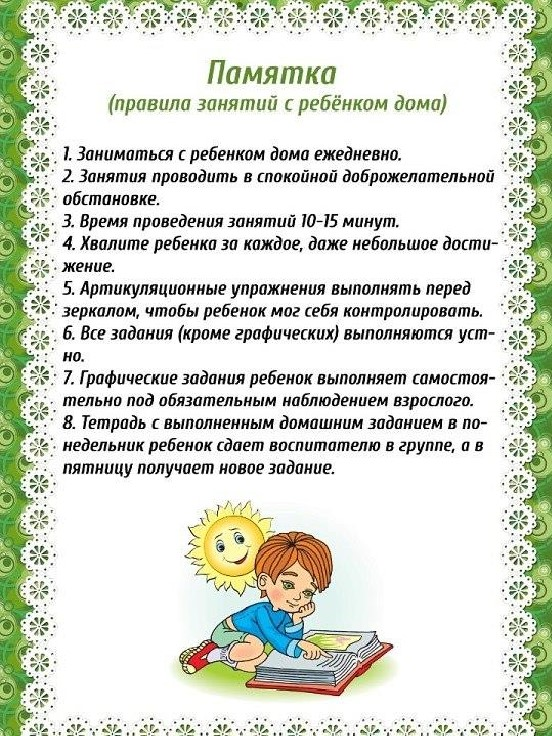 Памятка
(правила занятий с ребёнком дома)
1. Заниматься с ребенком дома ежедневно.
2. Занятия проводить в спокойной доброжелательной
обстановке.
3. Время проведения занятий 10-15 минут.
4. Хвалите ребенка за каждое, даже небольшое дости-
жение.
5. Артикуляционные упражнения выполнять перед
зеркалом, чтобы ребенок мог себя контролировать.
6. Все задания (кроме графических) выполняются уст-
но.
7. Графические задания ребенок выполняет самостоя-
тельно под обязательным наблюдением взрослого.
8. Тетрадь с выполненным домашним заданием в по-
недельник ребенок сдает воспитателю в группе, а в
пятницу получает новое задание.